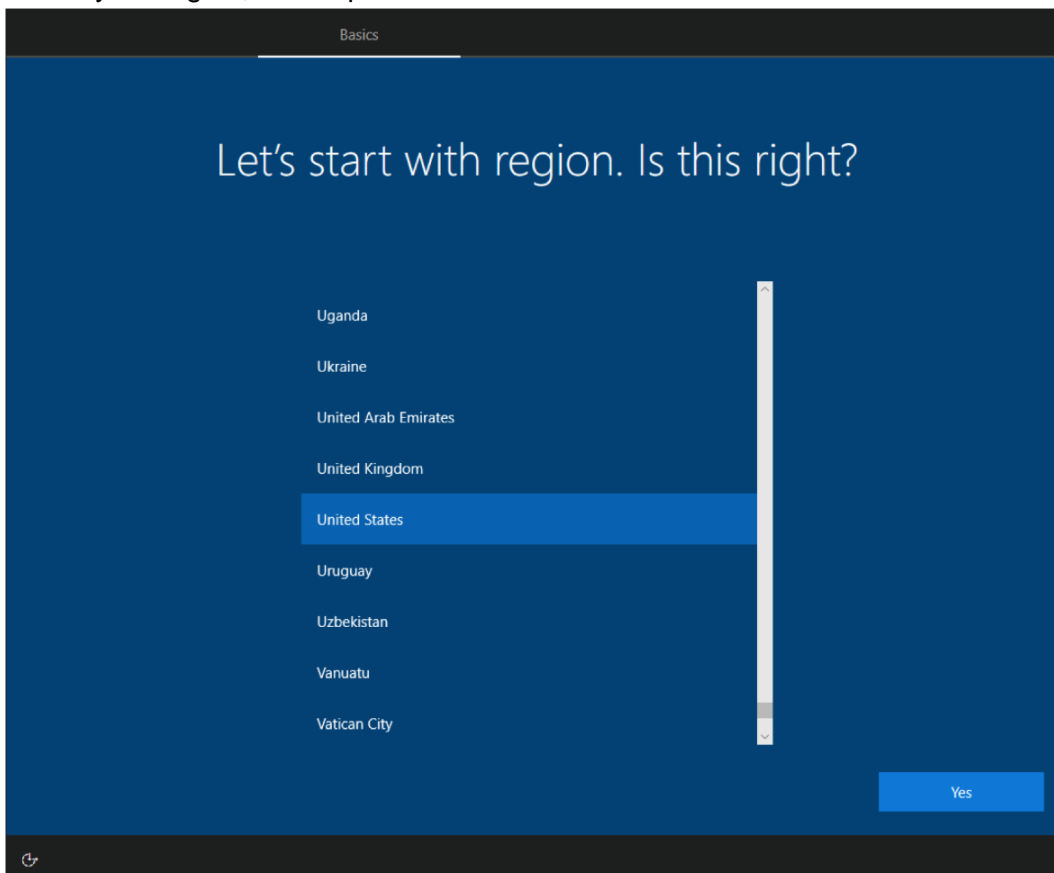 Basics
Let's start with region. Is this right?
Uganda
Ukraine
United Arab Emirates
United Kingdom
United States
Uruguay
Uzbekistan
Vanuatu
Vatican City
Yes